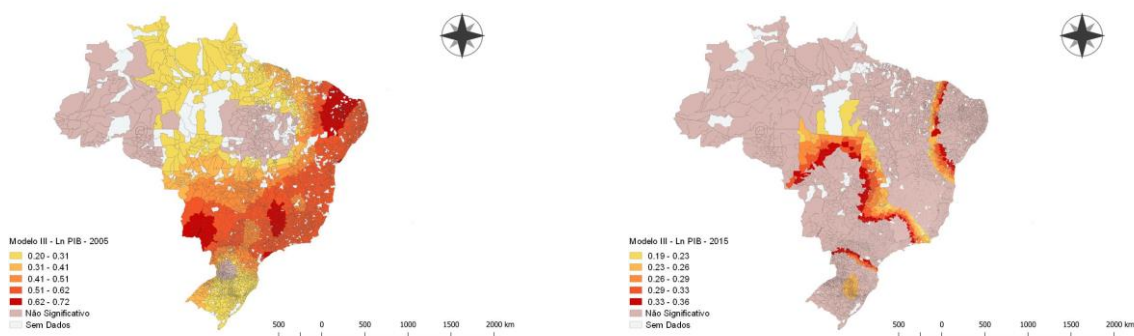 Modelo III - Ln PIB - 2005
0.20 - 0.31
0.31 - 0.41
0.41 - 0.51
0.51 - 0.62
0.62 - 0.72
Não Significativo
Sem Dados
500 0 500 1000 1500 2000 km
Modelo III - Ln PIB - 2015
0.19 - 0.23
0.23 - 0.26
0.26 - 0.29
0.29 - 0.33
0.33 - 0.36
Não Significativo
Sem Dados
500 0 500 1000 1500 2000 km